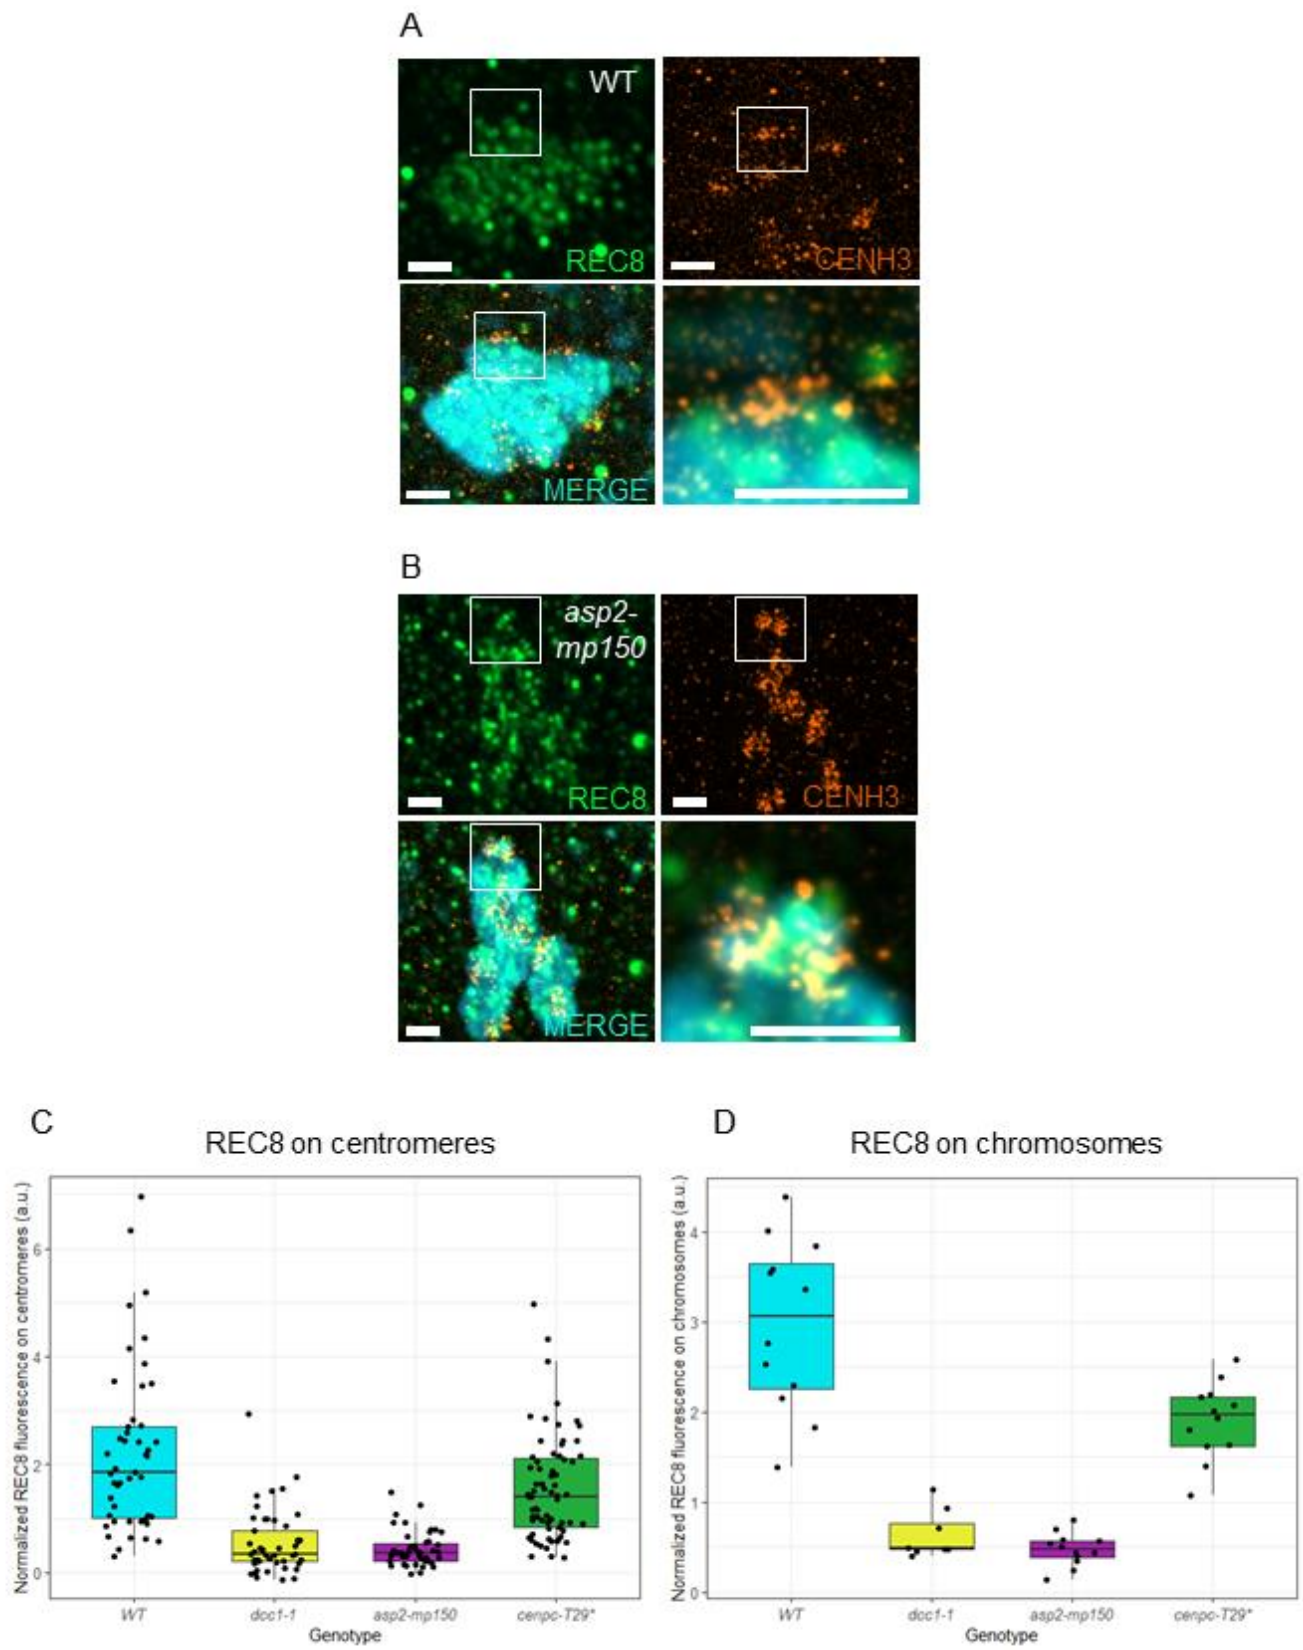 A
WT
REC8
CENH3
MERGE
B
asp2-
mp150
REC8
CENH3
MERGE
C
REC8 on centromeres
Normalized REC8 fluorescence on centromeres (a.u.)
6
4
2
0
WT
dcc1-1
asp2-mp150
cenpc-T29*
Genotype
D
REC8 on chromosomes
Normalized REC8 fluorescence on chromosomes (a.u.)
4
3
2
1
0
WT
dcc1-1
asp2-mp150
cenpc-T29*
Genotype